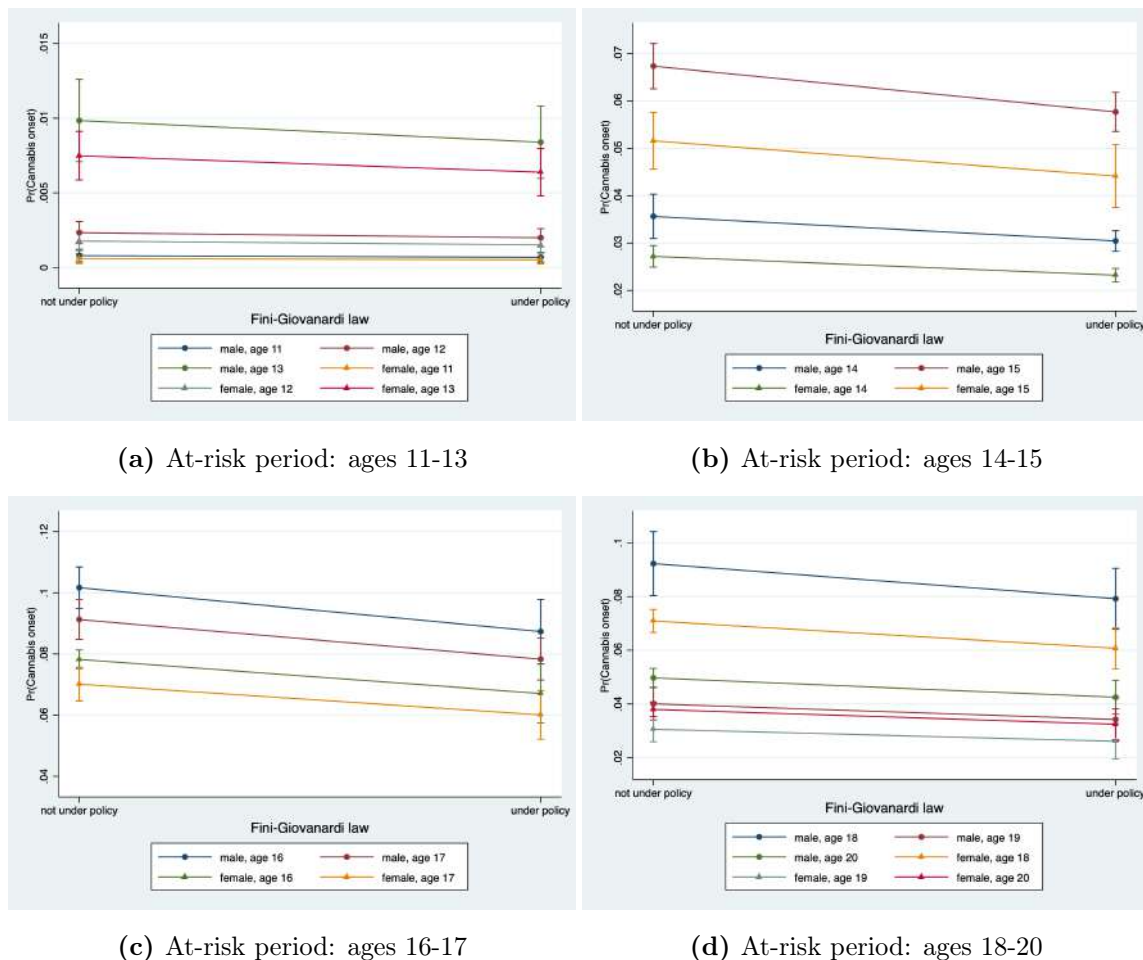 Pr(Cannabis onset)
.015
.01
.005
0
not under policy
under policy
Fini-Giovanardi law
male, age 11
male, age 12
male, age 13
female, age 11
female, age 12
female, age 13
(a) At-risk period: ages 11-13
Pr(Cannabis onset)
.07
.06
.05
.04
.03
.02
not under policy
under policy
Fini-Giovanardi law
male, age 14
male, age 15
female, age 14
female, age 15
(b) At-risk period: ages 14-15
Pr(Cannabis onset)
.12
.1
.08
.06
.04
not under policy
under policy
Fini-Giovanardi law
male, age 16
male, age 17
female, age 16
female, age 17
(c) At-risk period: ages 16-17
Pr(Cannabis onset)
.1
.08
.06
.04
.02
not under policy
under policy
Fini-Giovanardi law
male, age 18
male, age 19
male, age 20
female, age 18
female, age 19
female, age 20
(d) At-risk period: ages 18-20